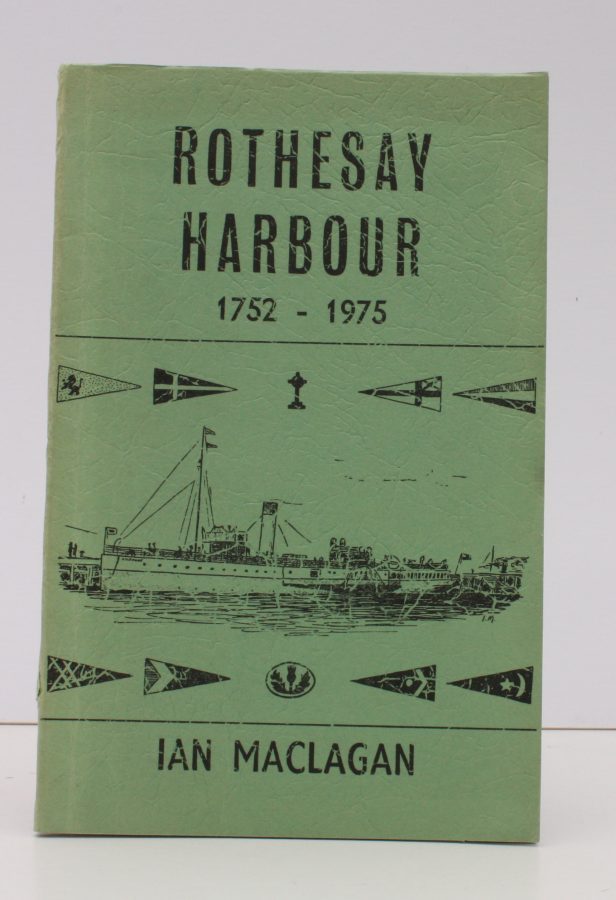 ROTHESAY
HARBOUR
1752 - 1975
I.M.
IAN MACLAGAN